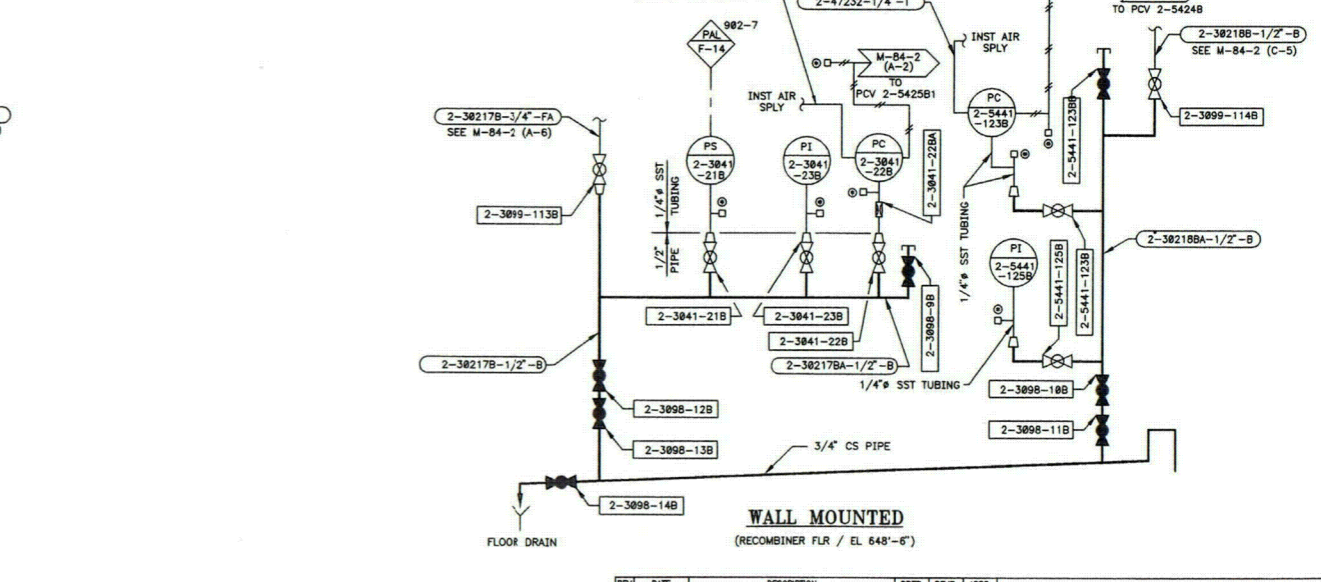 2-47232-1/4"-T
TO PCV 2-5424B
902-7
PAL
F-14
INST AIR
SPLY
M-84-2
(A-2)
TO
PCV 2-5425B1
INST AIR
SPLY
2-30218B-1/2"-B
SEE M-84-2 (C-5)
2-3099-114B
PC
2-5441
-123B
2-5441-123BB
2-30217B-3/4"-FA
SEE M-84-2 (A-6)
2-3099-113B
1/4"ø SST
TUBING
1/2"
PIPE
PS
2-3041
-21B
PI
2-3041
-23B
PC
2-3041
-22B
2-3041-22BA
1/4"ø SST TUBING
PI
2-5441
-125B
2-5441-125B
2-5441-123B
2-30218BA-1/2"-B
2-3041-21B
2-3041-23B
2-3041-22B
2-3098-9B
2-30217B-1/2"-B
2-30217BA-1/2"-B
1/4"ø SST TUBING
2-3098-10B
2-3098-12B
2-3098-11B
2-3098-13B
3/4" CS PIPE
2-3098-14B
FLOOR DRAIN
WALL MOUNTED
(RECOMBINER FLR / EL 648'-6")